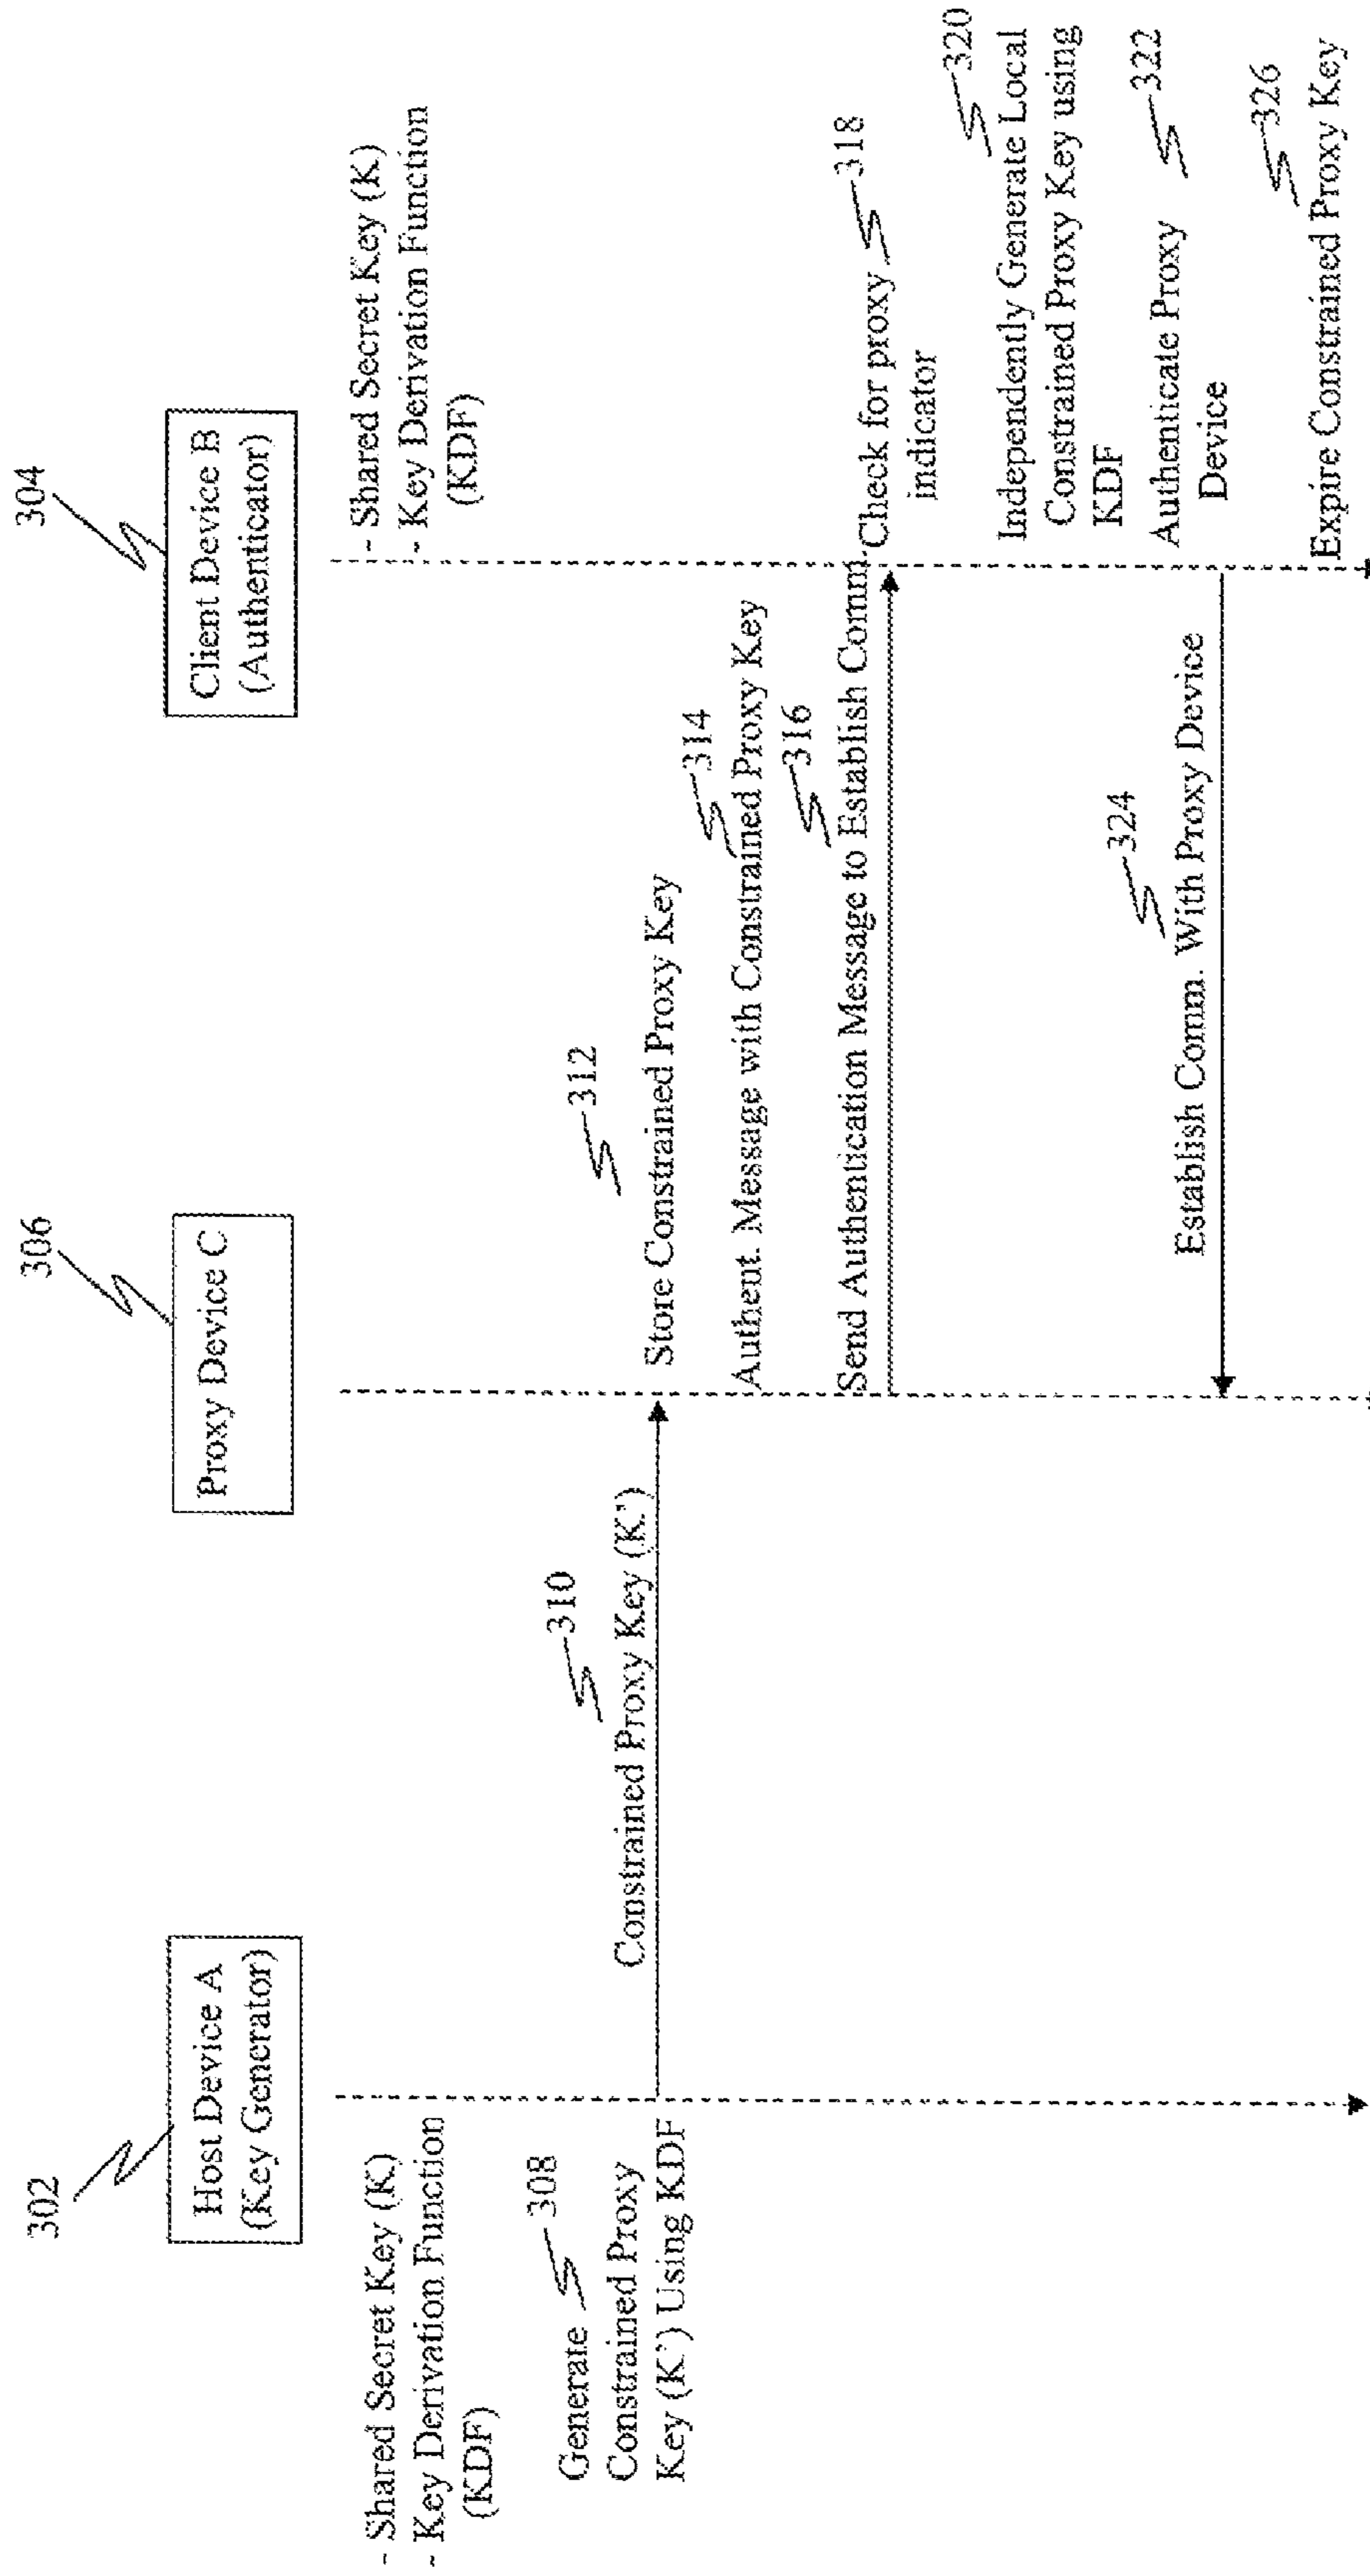 302
Host Device A
(Key Generator)
306
Proxy Device C
304
Client Device B
(Authenticator)
- Shared Secret Key (K)
- Key Derivation Function
(KDF)
- Shared Secret Key (K)
- Key Derivation Function
(KDF)
Generate 308
Constrained Proxy
Key (K') Using KDF
310
Constrained Proxy Key (K')
312
Store Constrained Proxy Key
314
Authent. Message with Constrained Proxy Key
316
Send Authentication Message to Establish Comm.
Check for proxy 318
indicator
320
Independently Generate Local
Constrained Proxy Key using
KDF
Authenticate Proxy 322
Device
324
Establish Comm. With Proxy Device
326
Expire Constrained Proxy Key